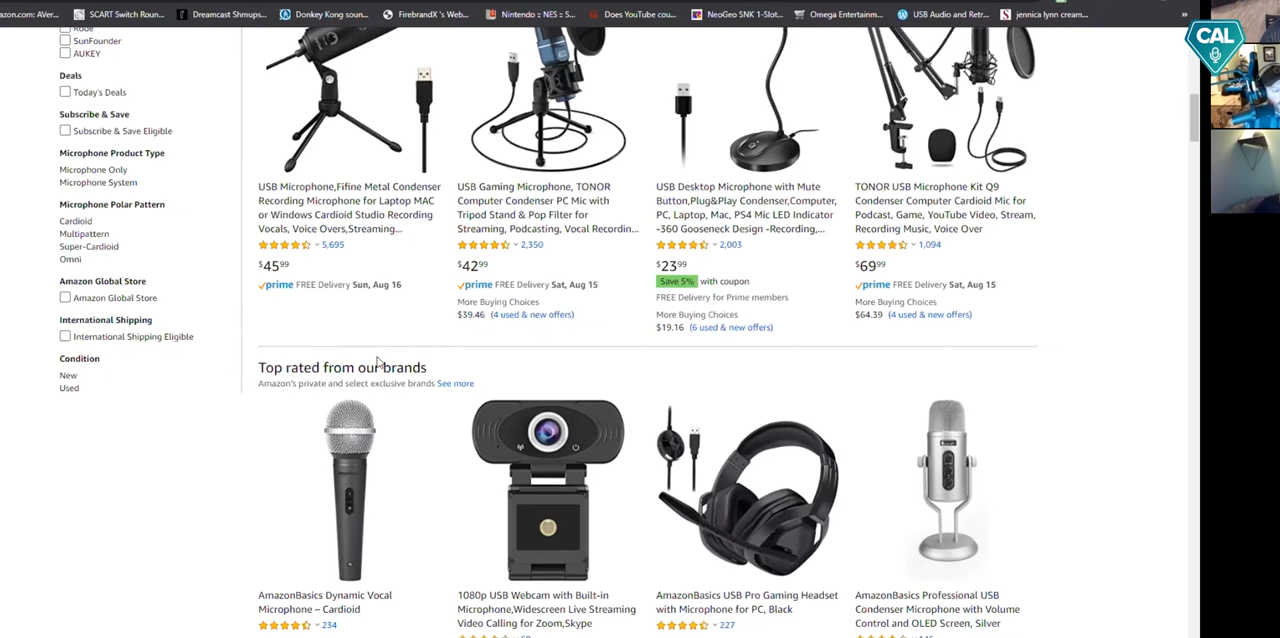 azon.com: AVer...
SCART Switch Roun...
Dreamcast Shmups...
Donkey Kong soun...
FirebrandX 's Web...
Nintendo :: NES :: S...
Does YouTube cou...
NeoGeo SNK 1-Slot...
Omega Entertainm...
USB Audio and Retr...
jennica lynn cream...
»
CAL
Rode
SunFounder
AUKEY
Deals
Today's Deals
Subscribe & Save
Subscribe & Save Eligible
Microphone Product Type
Microphone Only
Microphone System
Microphone Polar Pattern
Cardioid
Multipattern
Super-Cardioid
Omni
Amazon Global Store
Amazon Global Store
International Shipping
International Shipping Eligible
Condition
New
Used
USB Microphone,Fifine Metal Condenser
Recording Microphone for Laptop MAC
or Windows Cardioid Studio Recording
Vocals, Voice Overs,Streaming...
5,695
$45⁹⁹
prime FREE Delivery Sun, Aug 16
USB Gaming Microphone, TONOR
Computer Condenser PC Mic with
Tripod Stand & Pop Filter for
Streaming, Podcasting, Vocal Recordin...
2,350
$42⁹⁹
prime FREE Delivery Sat, Aug 15
More Buying Choices
$39.46 (4 used & new offers)
USB Desktop Microphone with Mute
Button,Plug&Play Condenser,Computer,
PC, Laptop, Mac, PS4 Mic LED Indicator
-360 Gooseneck Design -Recording,...
2,003
$23⁹⁹
Save 5% with coupon
FREE Delivery for Prime members
More Buying Choices
$19.16 (6 used & new offers)
TONOR USB Microphone Kit Q9
Condenser Computer Cardioid Mic for
Podcast, Game, YouTube Video, Stream,
Recording Music, Voice Over
1,094
$69⁹⁹
prime FREE Delivery Sat, Aug 15
More Buying Choices
$64.39 (4 used & new offers)
Top rated from our brands
Amazon's private and select exclusive brands See more
AmazonBasics Dynamic Vocal
Microphone – Cardioid
234
1080p USB Webcam with Built-in
Microphone,Widescreen Live Streaming
Video Calling for Zoom,Skype
AmazonBasics USB Pro Gaming Headset
with Microphone for PC, Black
227
AmazonBasics Professional USB
Condenser Microphone with Volume
Control and OLED Screen, Silver